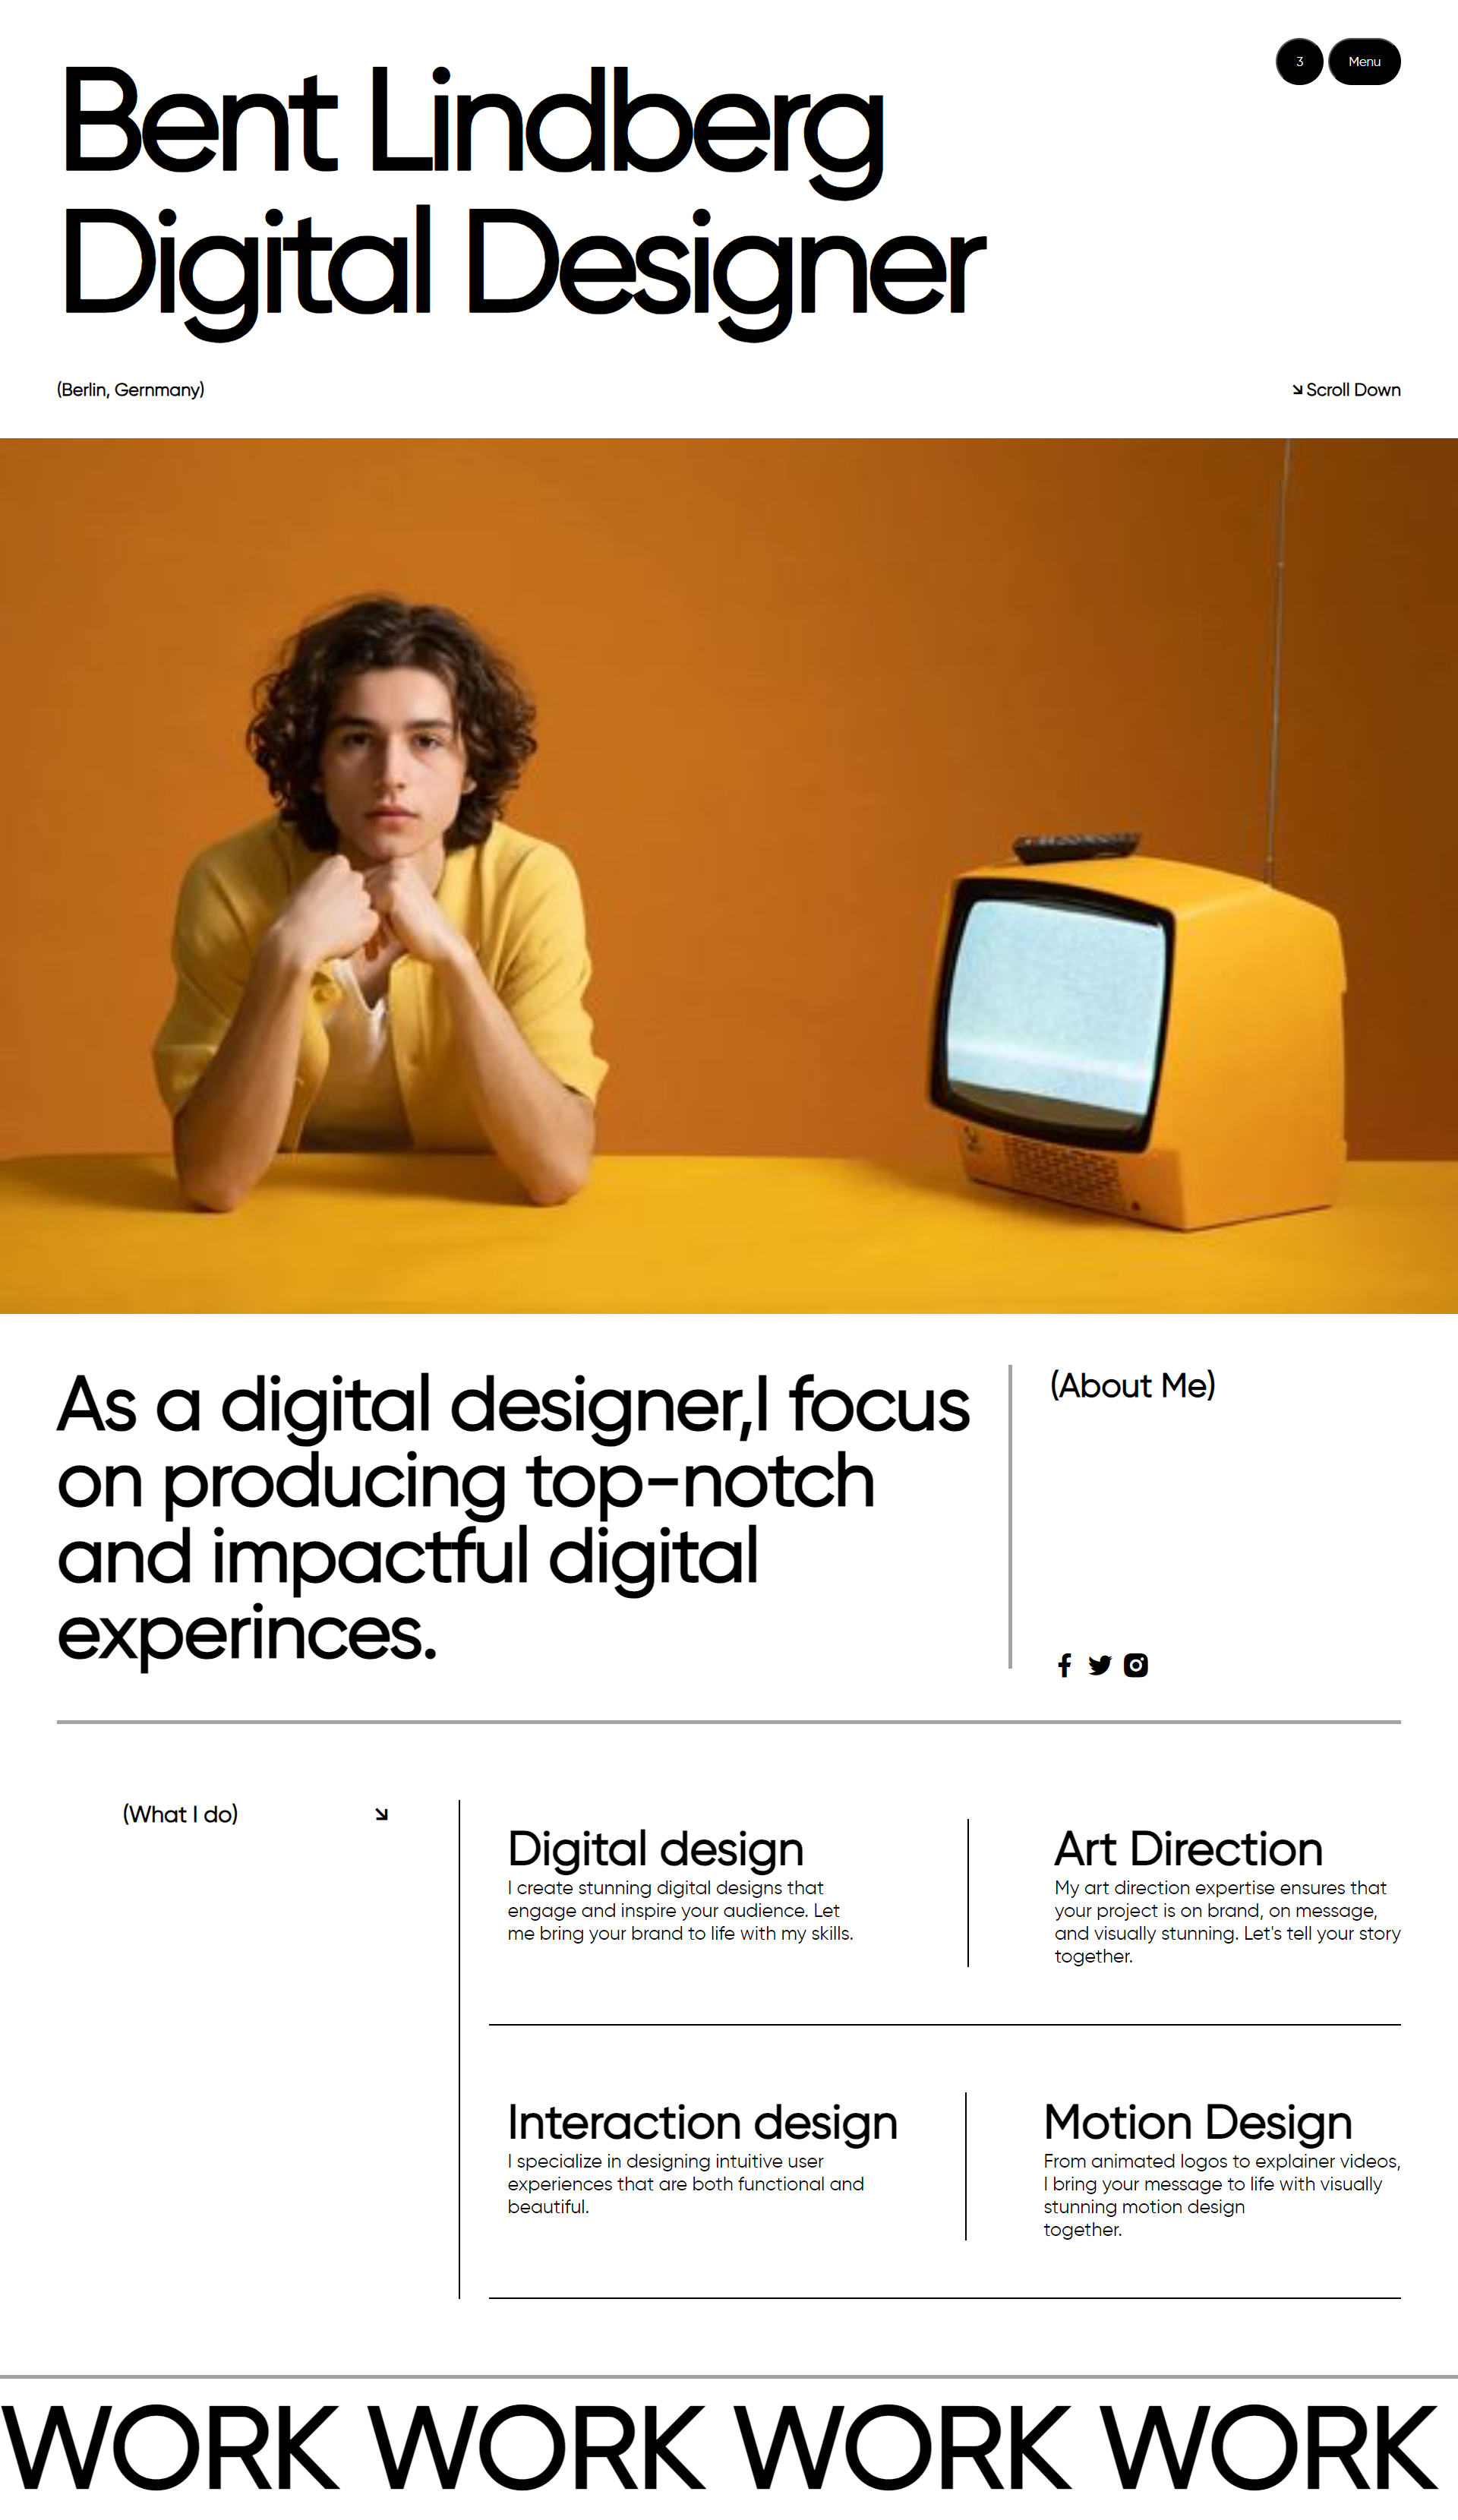 Bent Lindberg
3
Menu
Digital Designer
(Berlin, Gernmany)
Scroll Down
As a digital designer,I focus
on producing top-notch
and impactful digital
experinces.
(About Me)
(What I do)
Digital design
I create stunning digital designs that
engage and inspire your audience. Let
me bring your brand to life with my skills.
Art Direction
My art direction expertise ensures that
your project is on brand, on message,
and visually stunning. Let's tell your story
together.
Interaction design
I specialize in designing intuitive user
experiences that are both functional and
beautiful.
Motion Design
From animated logos to explainer videos,
I bring your message to life with visually
stunning motion design
together.
WORK WORK WORK WORK